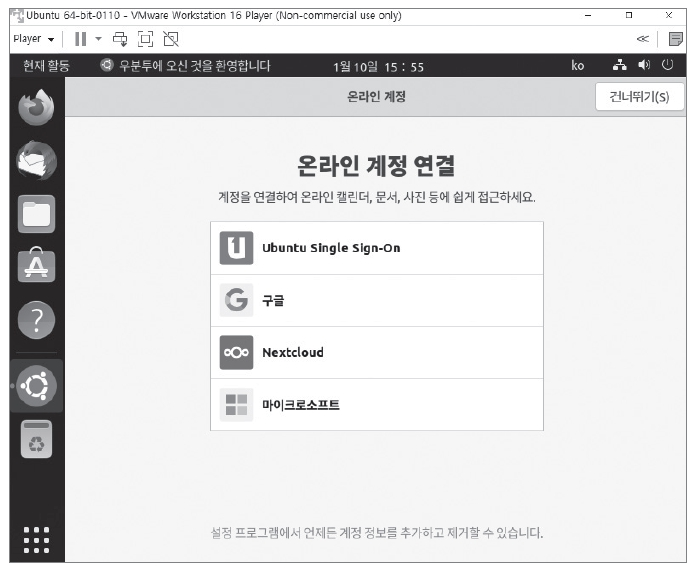 Ubuntu 64-bit-0110 - VMware Workstation 16 Player (Non-commercial use only)
Player
현재 활동 우분투에 오신 것을 환영합니다 1월 10일 15 : 55 ko
온라인 계정 건너뛰기(S)
온라인 계정 연결
계정을 연결하여 온라인 캘린더, 문서, 사진 등에 쉽게 접근하세요.
Ubuntu Single Sign-On
구글
Nextcloud
마이크로소프트
설정 프로그램에서 언제든 계정 정보를 추가하고 제거할 수 있습니다.